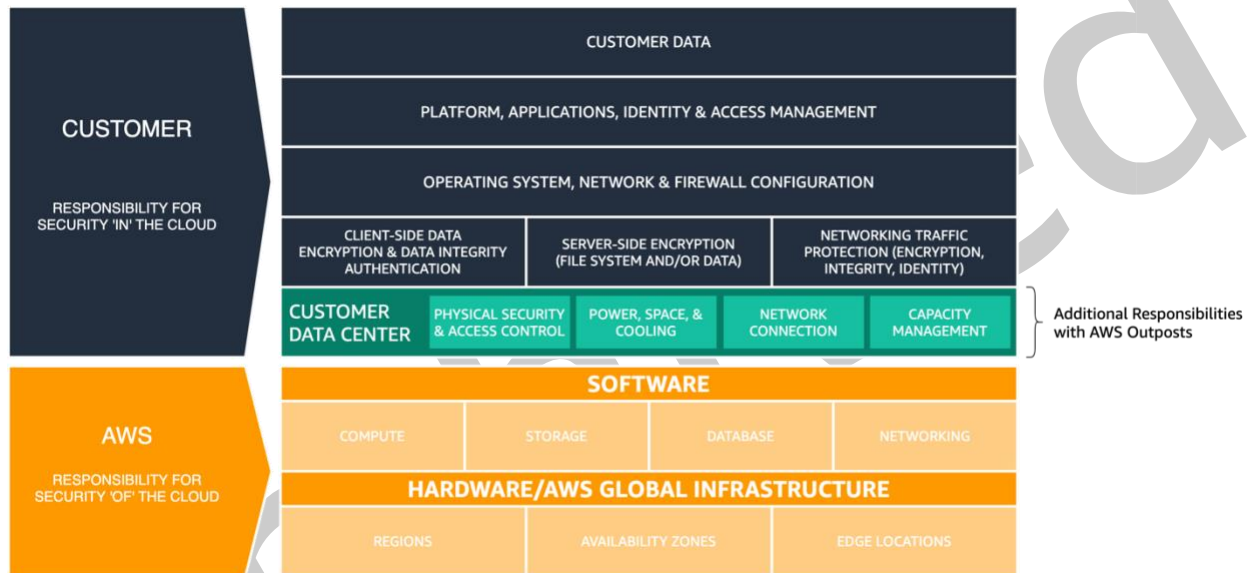 CUSTOMER
RESPONSIBILITY FOR
SECURITY 'IN' THE CLOUD
CUSTOMER DATA
PLATFORM, APPLICATIONS, IDENTITY & ACCESS MANAGEMENT
OPERATING SYSTEM, NETWORK & FIREWALL CONFIGURATION
CLIENT-SIDE DATA
ENCRYPTION & DATA INTEGRITY
AUTHENTICATION
SERVER-SIDE ENCRYPTION
(FILE SYSTEM AND/OR DATA)
NETWORKING TRAFFIC
PROTECTION (ENCRYPTION,
INTEGRITY, IDENTITY)
CUSTOMER
DATA CENTER
PHYSICAL SECURITY
& ACCESS CONTROL
POWER, SPACE, &
COOLING
NETWORK
CONNECTION
CAPACITY
MANAGEMENT
Additional Responsibilities
with AWS Outposts
AWS
RESPONSIBILITY FOR
SECURITY 'OF' THE CLOUD
SOFTWARE
COMPUTE
STORAGE
DATABASE
NETWORKING
HARDWARE/AWS GLOBAL INFRASTRUCTURE
REGIONS
AVAILABILITY ZONES
EDGE LOCATIONS